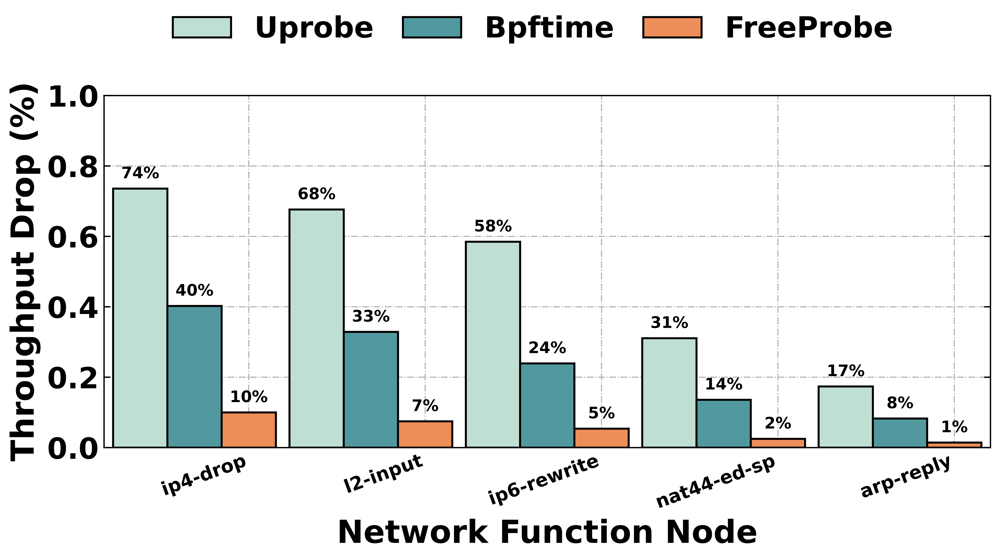 Uprobe Bpftime FreeProbe
Throughput Drop (%)
1.0
0.8
0.6
0.4
0.2
0.0
74%
40%
10%
68%
33%
7%
58%
24%
5%
31%
14%
2%
17%
8%
1%
ip4-drop
l2-input
ip6-rewrite
nat44-ed-sp
arp-reply
Network Function Node